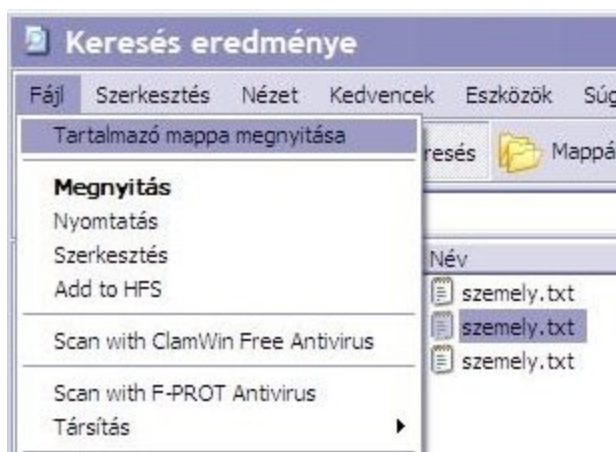 Keresés eredménye
Fájl Szerkesztés Nézet Kedvencek Eszközök
Tartalmazó mappa megnyitása
Megnyitás
Nyomtatás
Szerkesztés
Add to HFS
Scan with ClamWin Free Antivirus
Scan with F-PROT Antivirus
Társítás
Név
szemely.txt
szemely.txt
szemely.txt